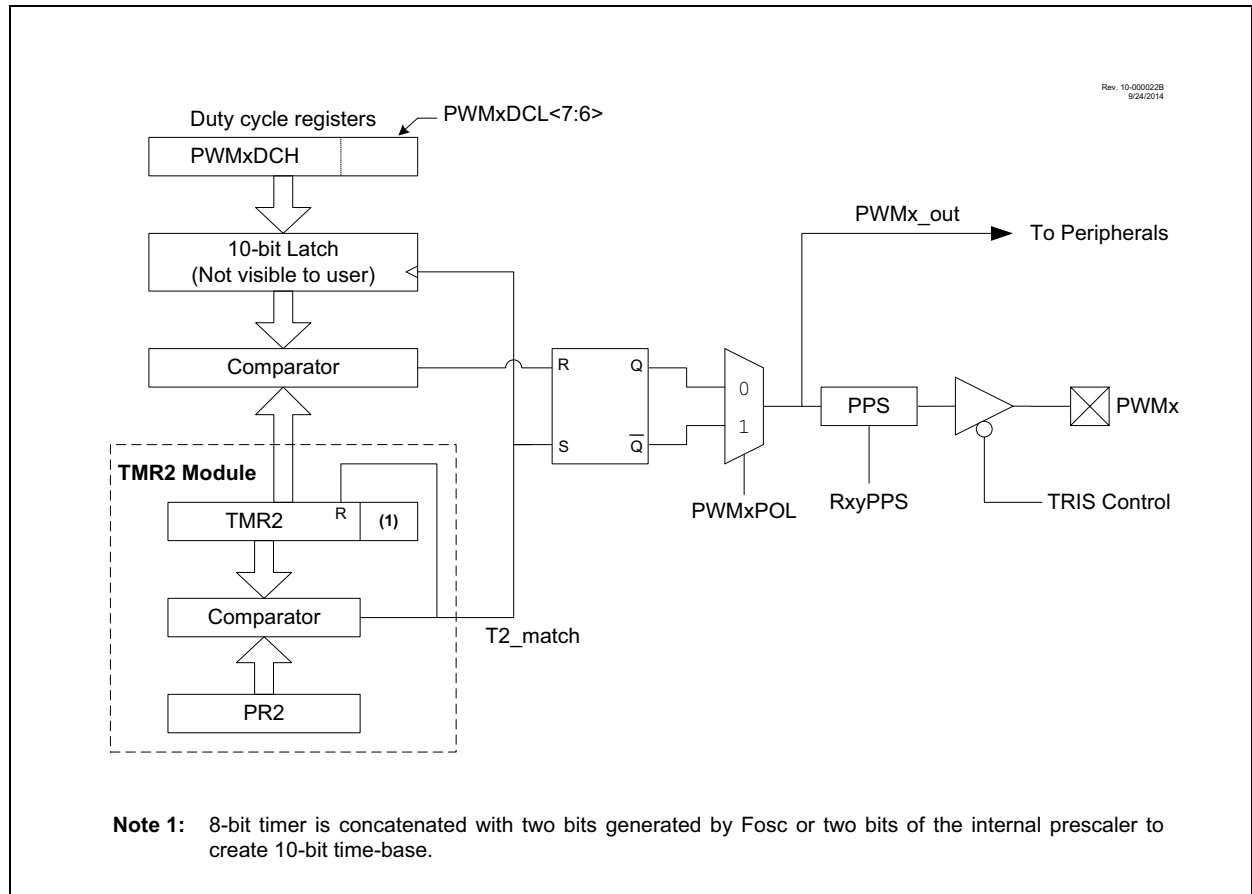 Rev. 10-000022B
9/24/2014
Duty cycle registers
PWMxDCL<7:6>
PWMxDCH
10-bit Latch
(Not visible to user)
Comparator
PWMx_out
To Peripherals
R
Q
S
Q̅
0
1
PPS
PWMx
PWMxPOL
RxyPPS
TRIS Control
TMR2 Module
TMR2
R
(1)
Comparator
T2_match
PR2
Note 1: 8-bit timer is concatenated with two bits generated by Fosc or two bits of the internal prescaler to
create 10-bit time-base.